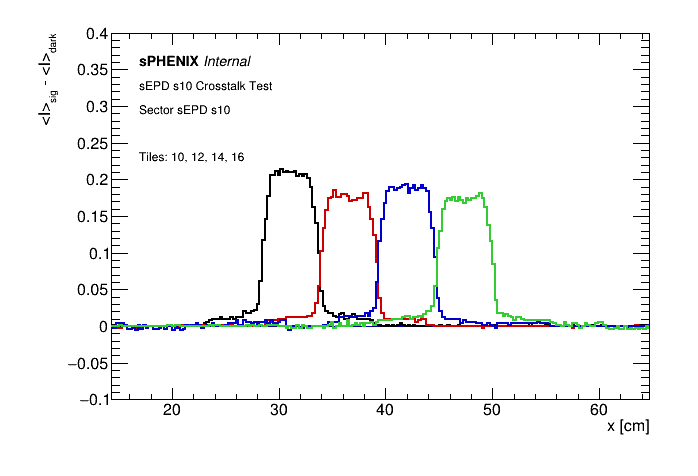 <I>sig - <I>dark
0.4
0.35
0.3
0.25
0.2
0.15
0.1
0.05
0
−0.05
−0.1
sPHENIX Internal
sEPD s10 Crosstalk Test
Sector sEPD s10
Tiles: 10, 12, 14, 16
20 30 40 50 60
x [cm]